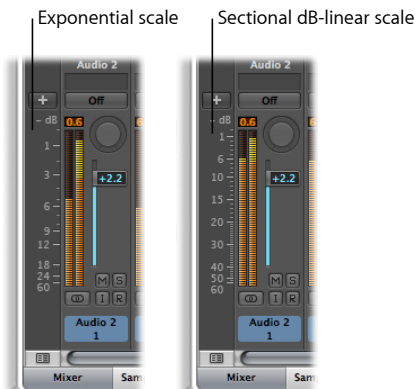 Exponential scale
Sectional dB-linear scale
Audio 2
Off
- dB
0.6
1
3
+2.2
6
9
12
18
24
60
M S
I R
Audio 2
1
Mixer
Sam
Audio 2
Off
- dB
0.6
1
6
10
+2.2
15
20
30
40
50
60
M S
I R
Audio 2
1
Mixer
Sam